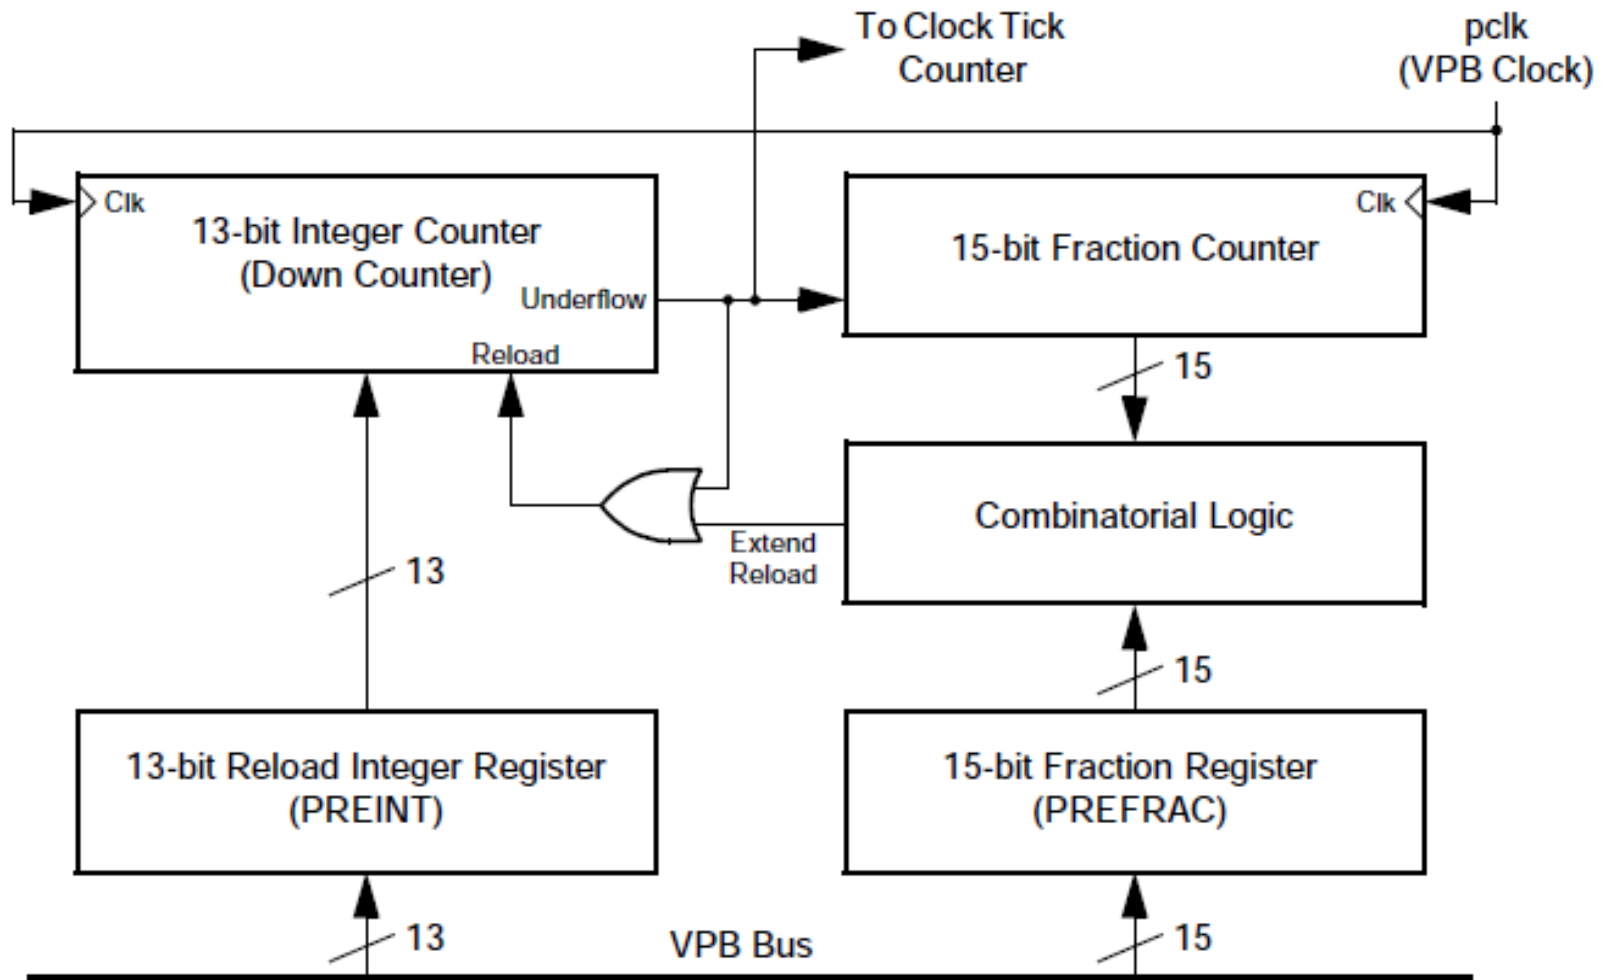 To Clock Tick
Counter
pclk
(VPB Clock)
Clk
13-bit Integer Counter
(Down Counter)
Underflow
Reload
Clk
15-bit Fraction Counter
15
Combinatorial Logic
Extend
Reload
13
15
13-bit Reload Integer Register
(PREINT)
15-bit Fraction Register
(PREFRAC)
13
VPB Bus
15